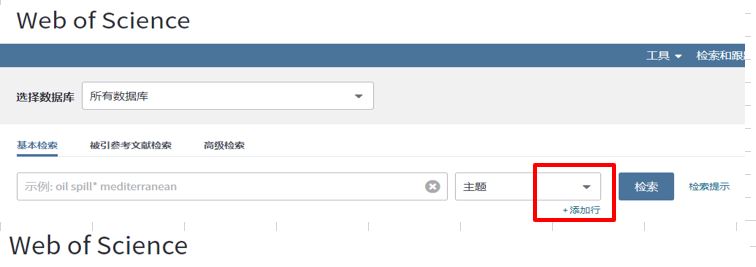 Web of Science
工具 检索和跟
选择数据库 所有数据库
基本检索 被引参考文献检索 高级检索
示例: oil spill* mediterranean 主题 检索 检索提示
+添加行
Web of Science